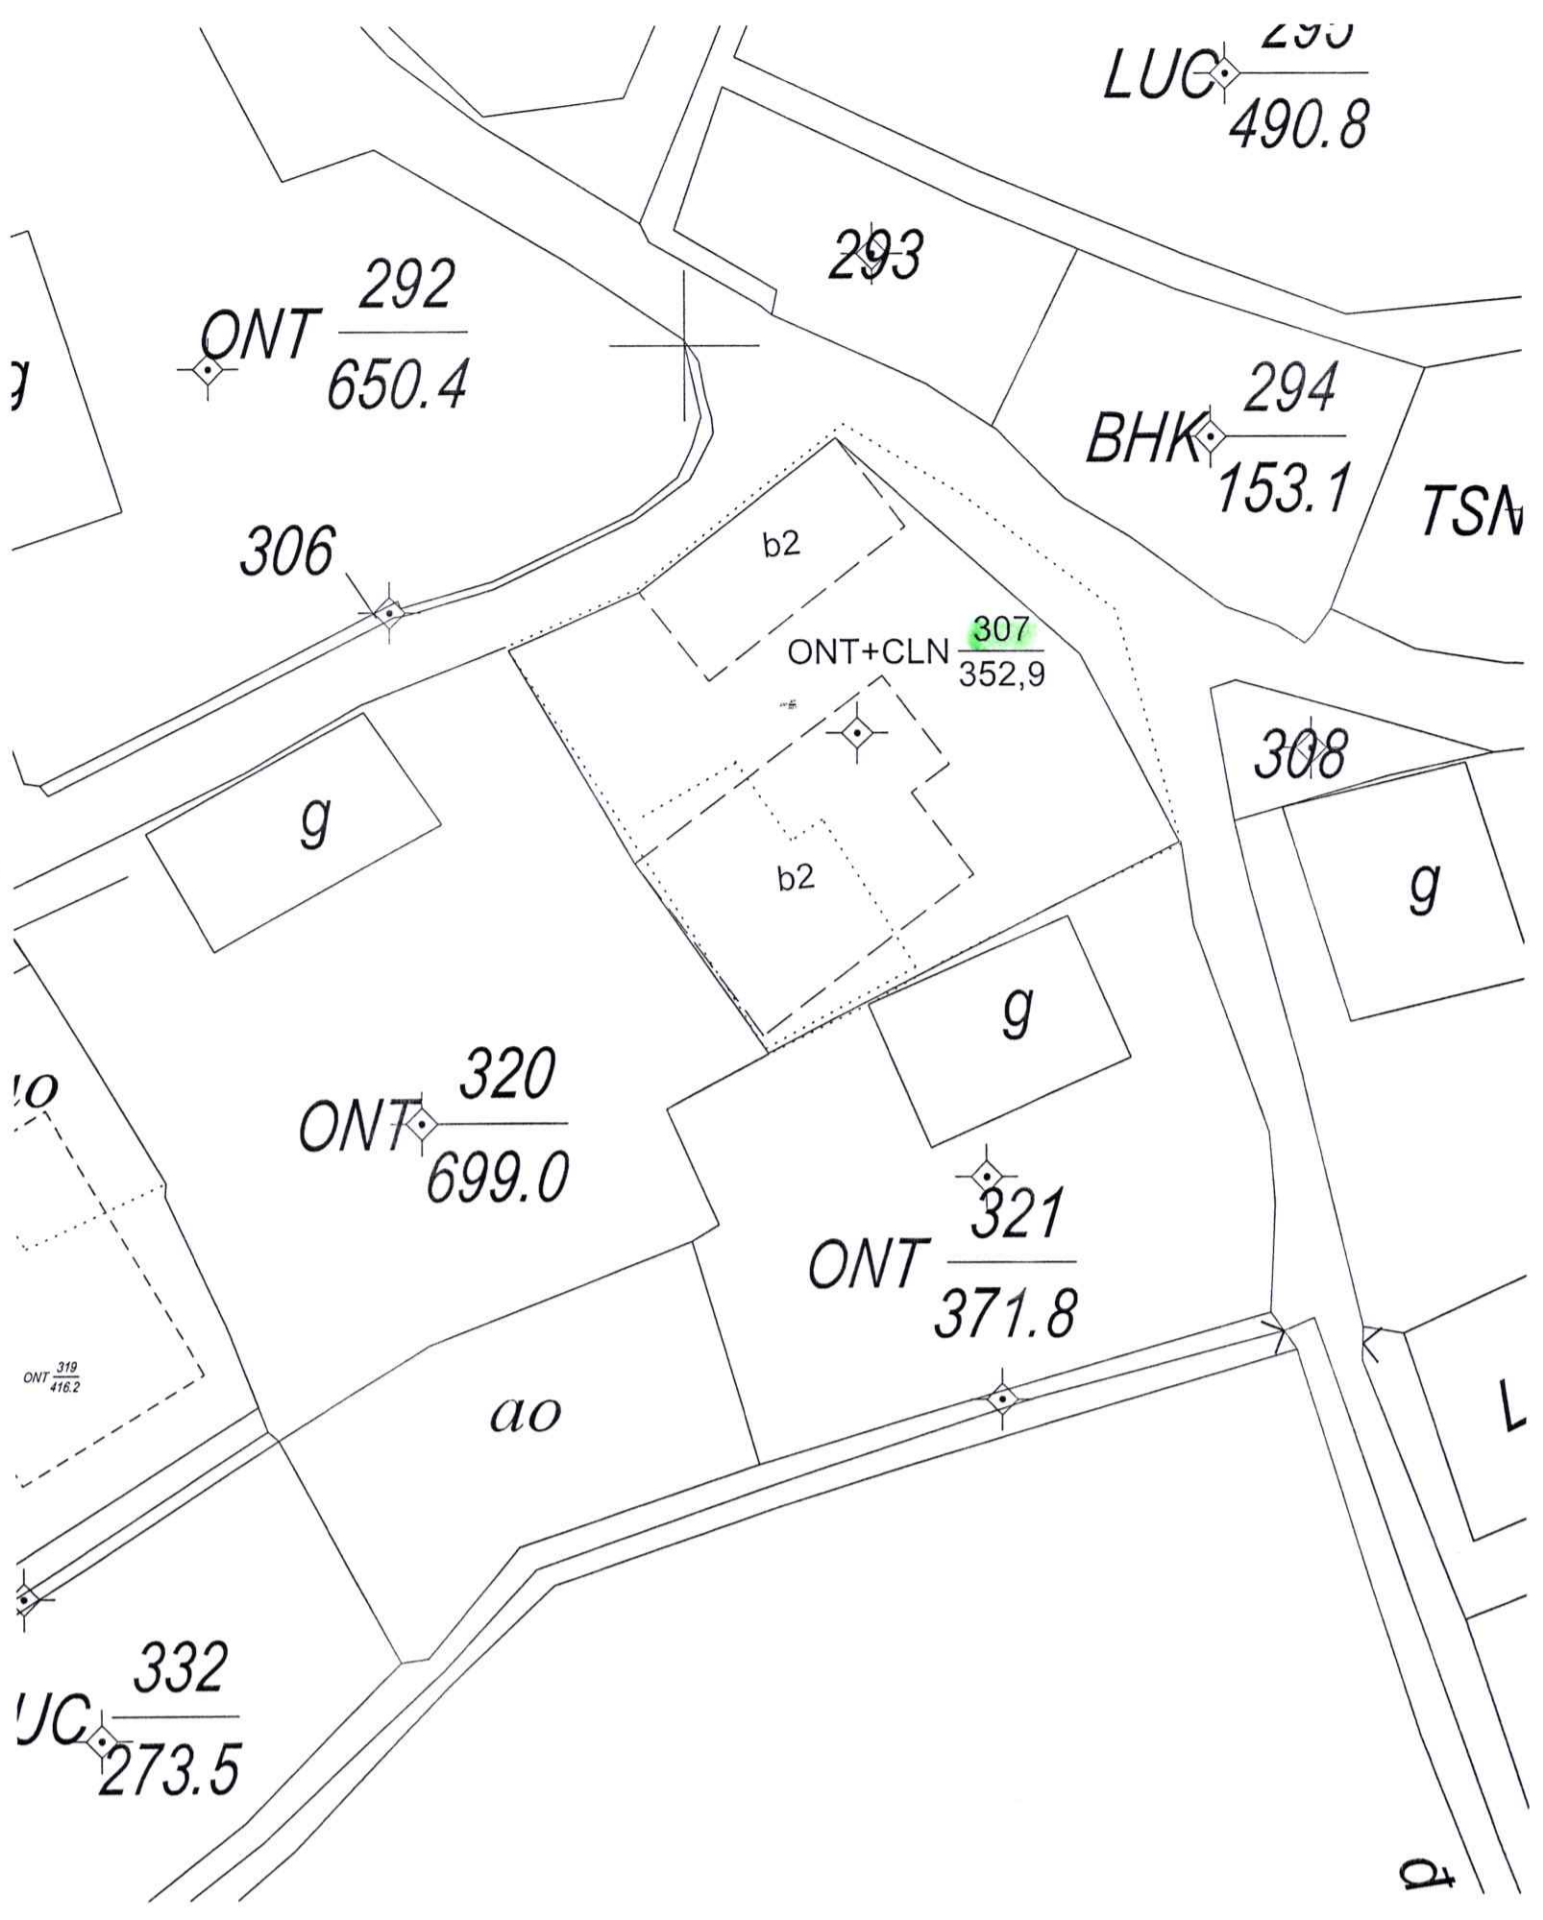 LUC
490.8
293
292
ONT
650.4
g
294
BHK
153.1
TSN
306
b2
307
ONT+CLN
352,9
308
g
g
b2
g
320
ONT
699.0
321
ONT
371.8
319
ONT
416.2
ao
L
332
UC
273.5
đ